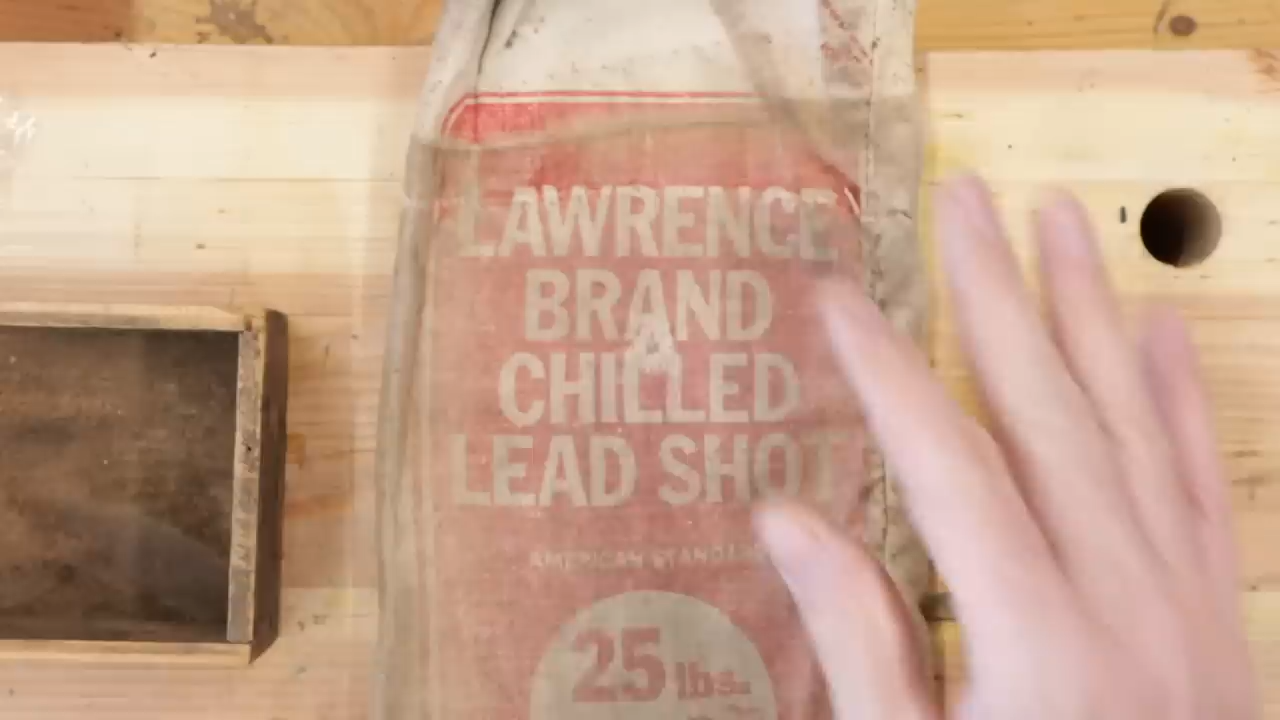 LAWRENCE
BRAND
CHILLED
LEAD SHOT
AMERICAN STANDARD
25 lbs.